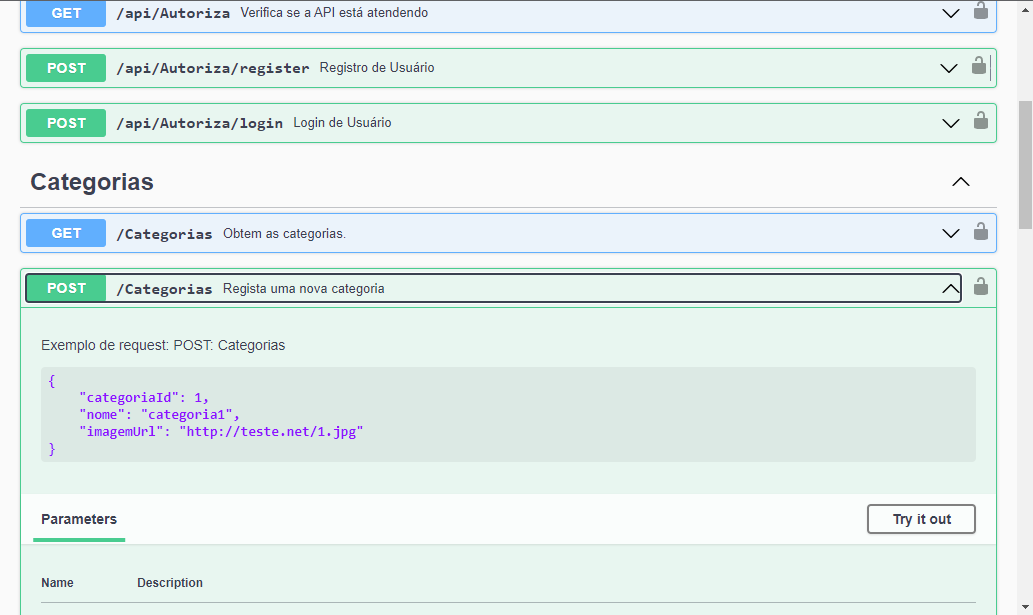 GET /api/Autoriza Verifica se a API está atendendo
POST /api/Autoriza/register Registro de Usuário
POST /api/Autoriza/login Login de Usuário
Categorias
GET /Categorias Obtem as categorias.
POST /Categorias Regista uma nova categoria
Exemplo de request: POST: Categorias
{
"categoriaId": 1,
"nome": "categoria1",
"imagemUrl": "http://teste.net/1.jpg"
}
Parameters Try it out
Name Description